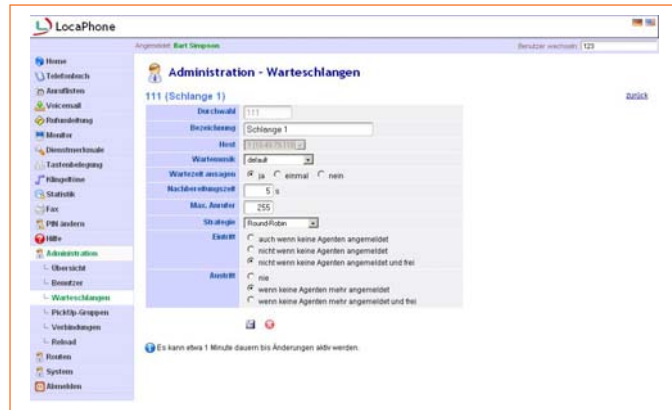 LocaPhone
Angemeldet: Bart Simpson
Benutzer wechseln: 123
Home
Telefonbuch
Anruflisten
Voicemail
Rufumleitung
Monitor
Dienstmerkmale
Tastenbelegung
Klingeltöne
Statistik
Fax
PIN ändern
Hilfe
Administration
Übersicht
Benutzer
Warteschlangen
PickUp-Gruppen
Verbindungen
Reload
Routen
System
Abmelden
Administration - Warteschlangen
111 (Schlange 1)
zurück
Durchwahl 111
Bezeichnung Schlange 1
Host
Wartemusik default
Wartezeit ansagen ja einmal nein
Nachbereitungszeit 5 s
Max. Anrufer 255
Strategie Round-Robin
Eintritt auch wenn keine Agenten angemeldet
nicht wenn keine Agenten angemeldet
nicht wenn keine Agenten angemeldet und frei
Austritt nie
wenn keine Agenten mehr angemeldet
wenn keine Agenten mehr angemeldet und frei
Es kann etwa 1 Minute dauern bis Änderungen aktiv werden.